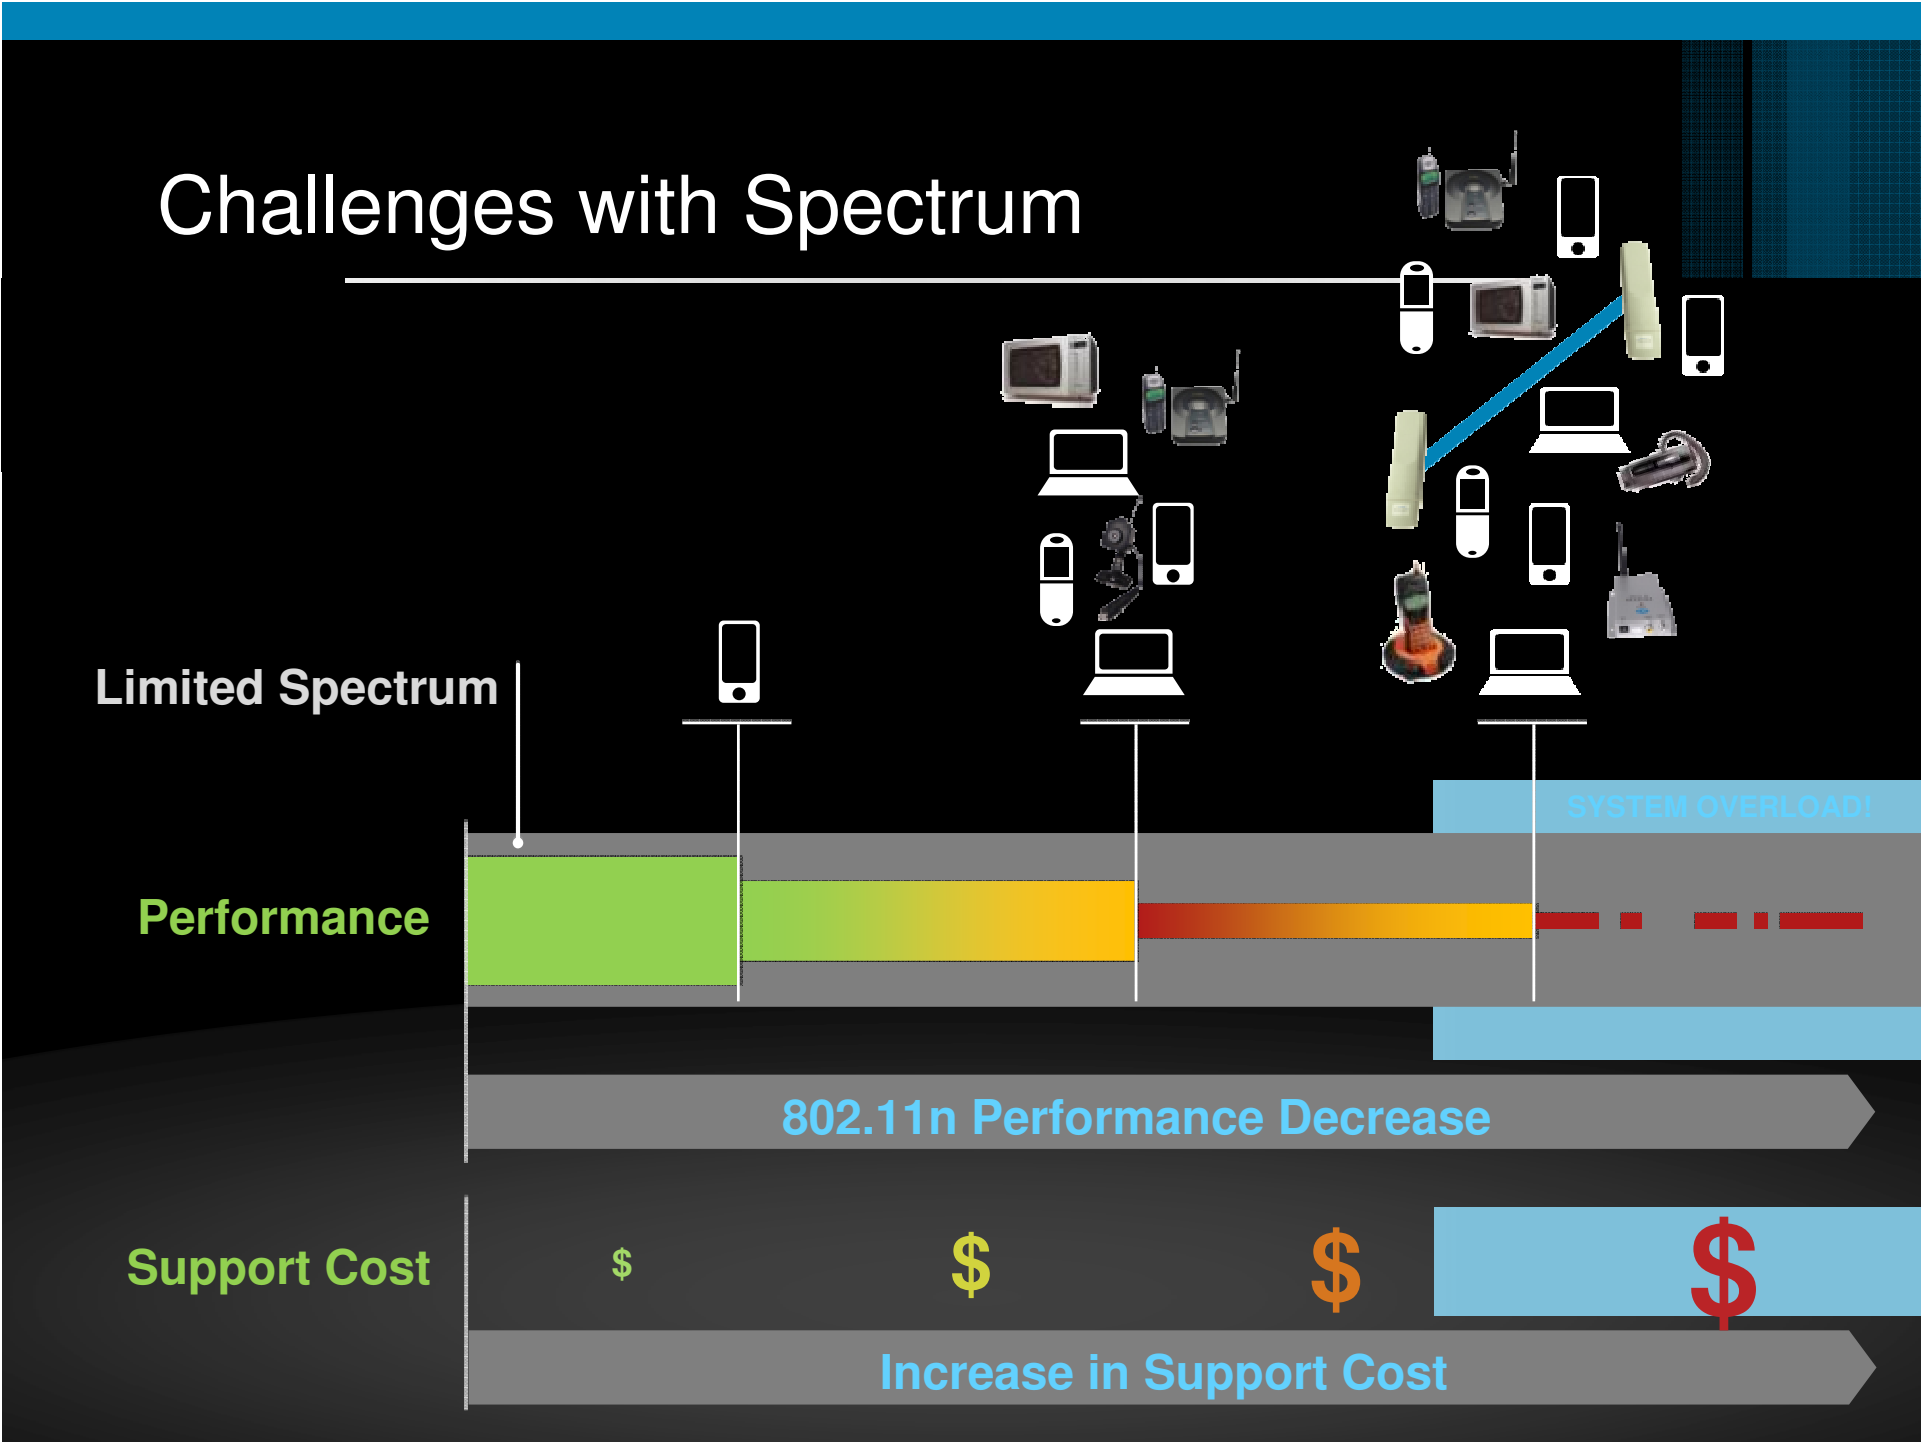 Challenges with Spectrum
Limited Spectrum
SYSTEM OVERLOAD!
Performance
802.11n Performance Decrease
Support Cost
$ $ $ $
Increase in Support Cost